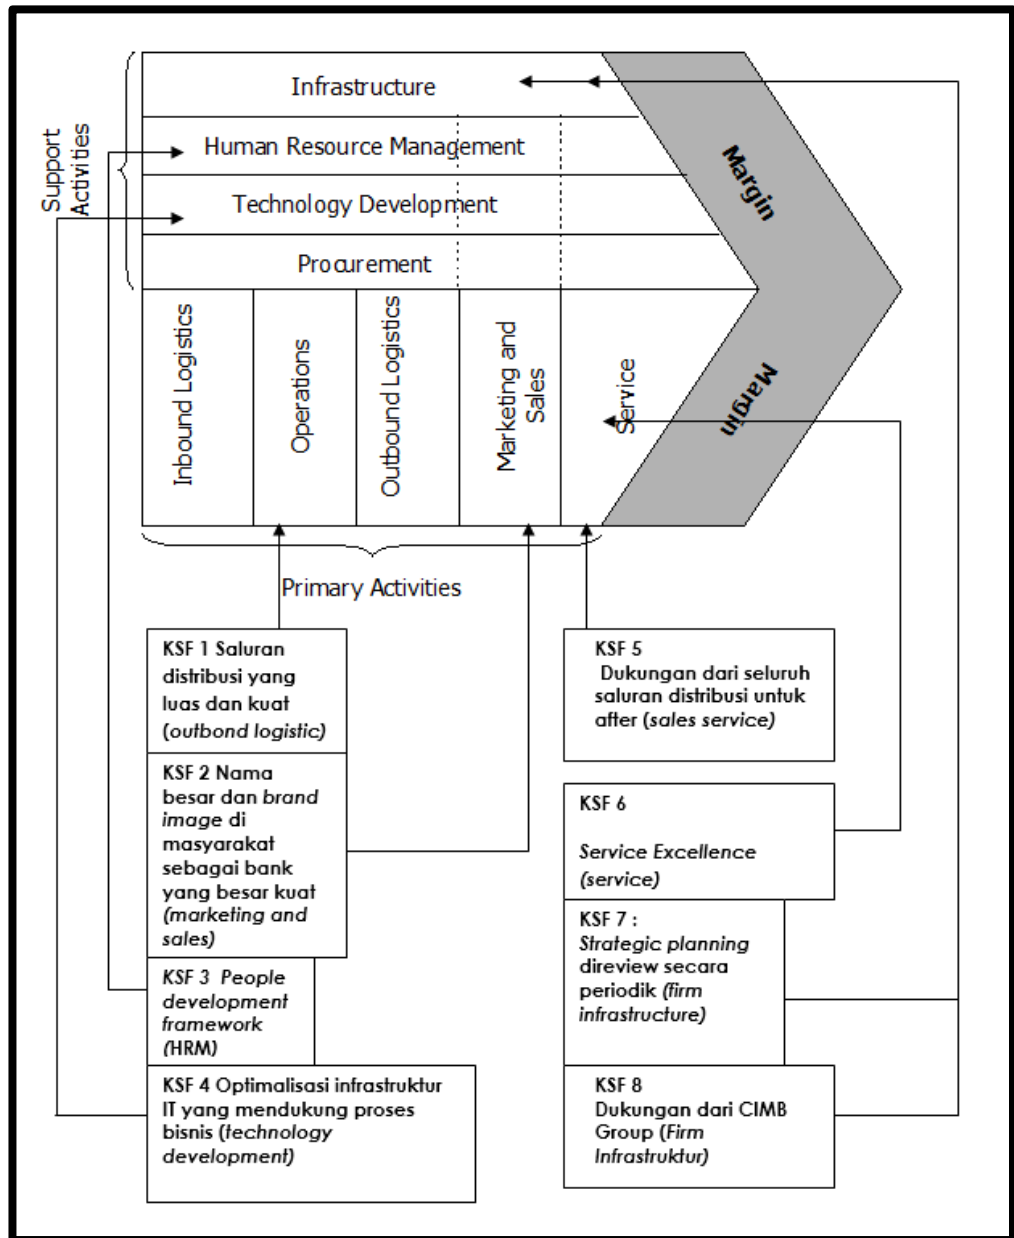 Infrastructure
Human Resource Management
Technology Development
Procurement
Support
Activities
Inbound Logistics
Operations
Outbound Logistics
Marketing and
Sales
Service
Margin
Margin
Primary Activities
KSF 1 Saluran
distribusi yang
luas dan kuat
(outbond logistic)
KSF 2 Nama
besar dan brand
image di
masyarakat
sebagai bank
yang besar kuat
(marketing and
sales)
KSF 3 People
development
framework
(HRM)
KSF 4 Optimalisasi infrastruktur
IT yang mendukung proses
bisnis (technology
development)
KSF 5
Dukungan dari seluruh
saluran distribusi untuk
after (sales service)
KSF 6
Service Excellence
(service)
KSF 7 :
Strategic planning
direview secara
periodik (firm
infrastructure)
KSF 8
Dukungan dari CIMB
Group (Firm
Infrastruktur)